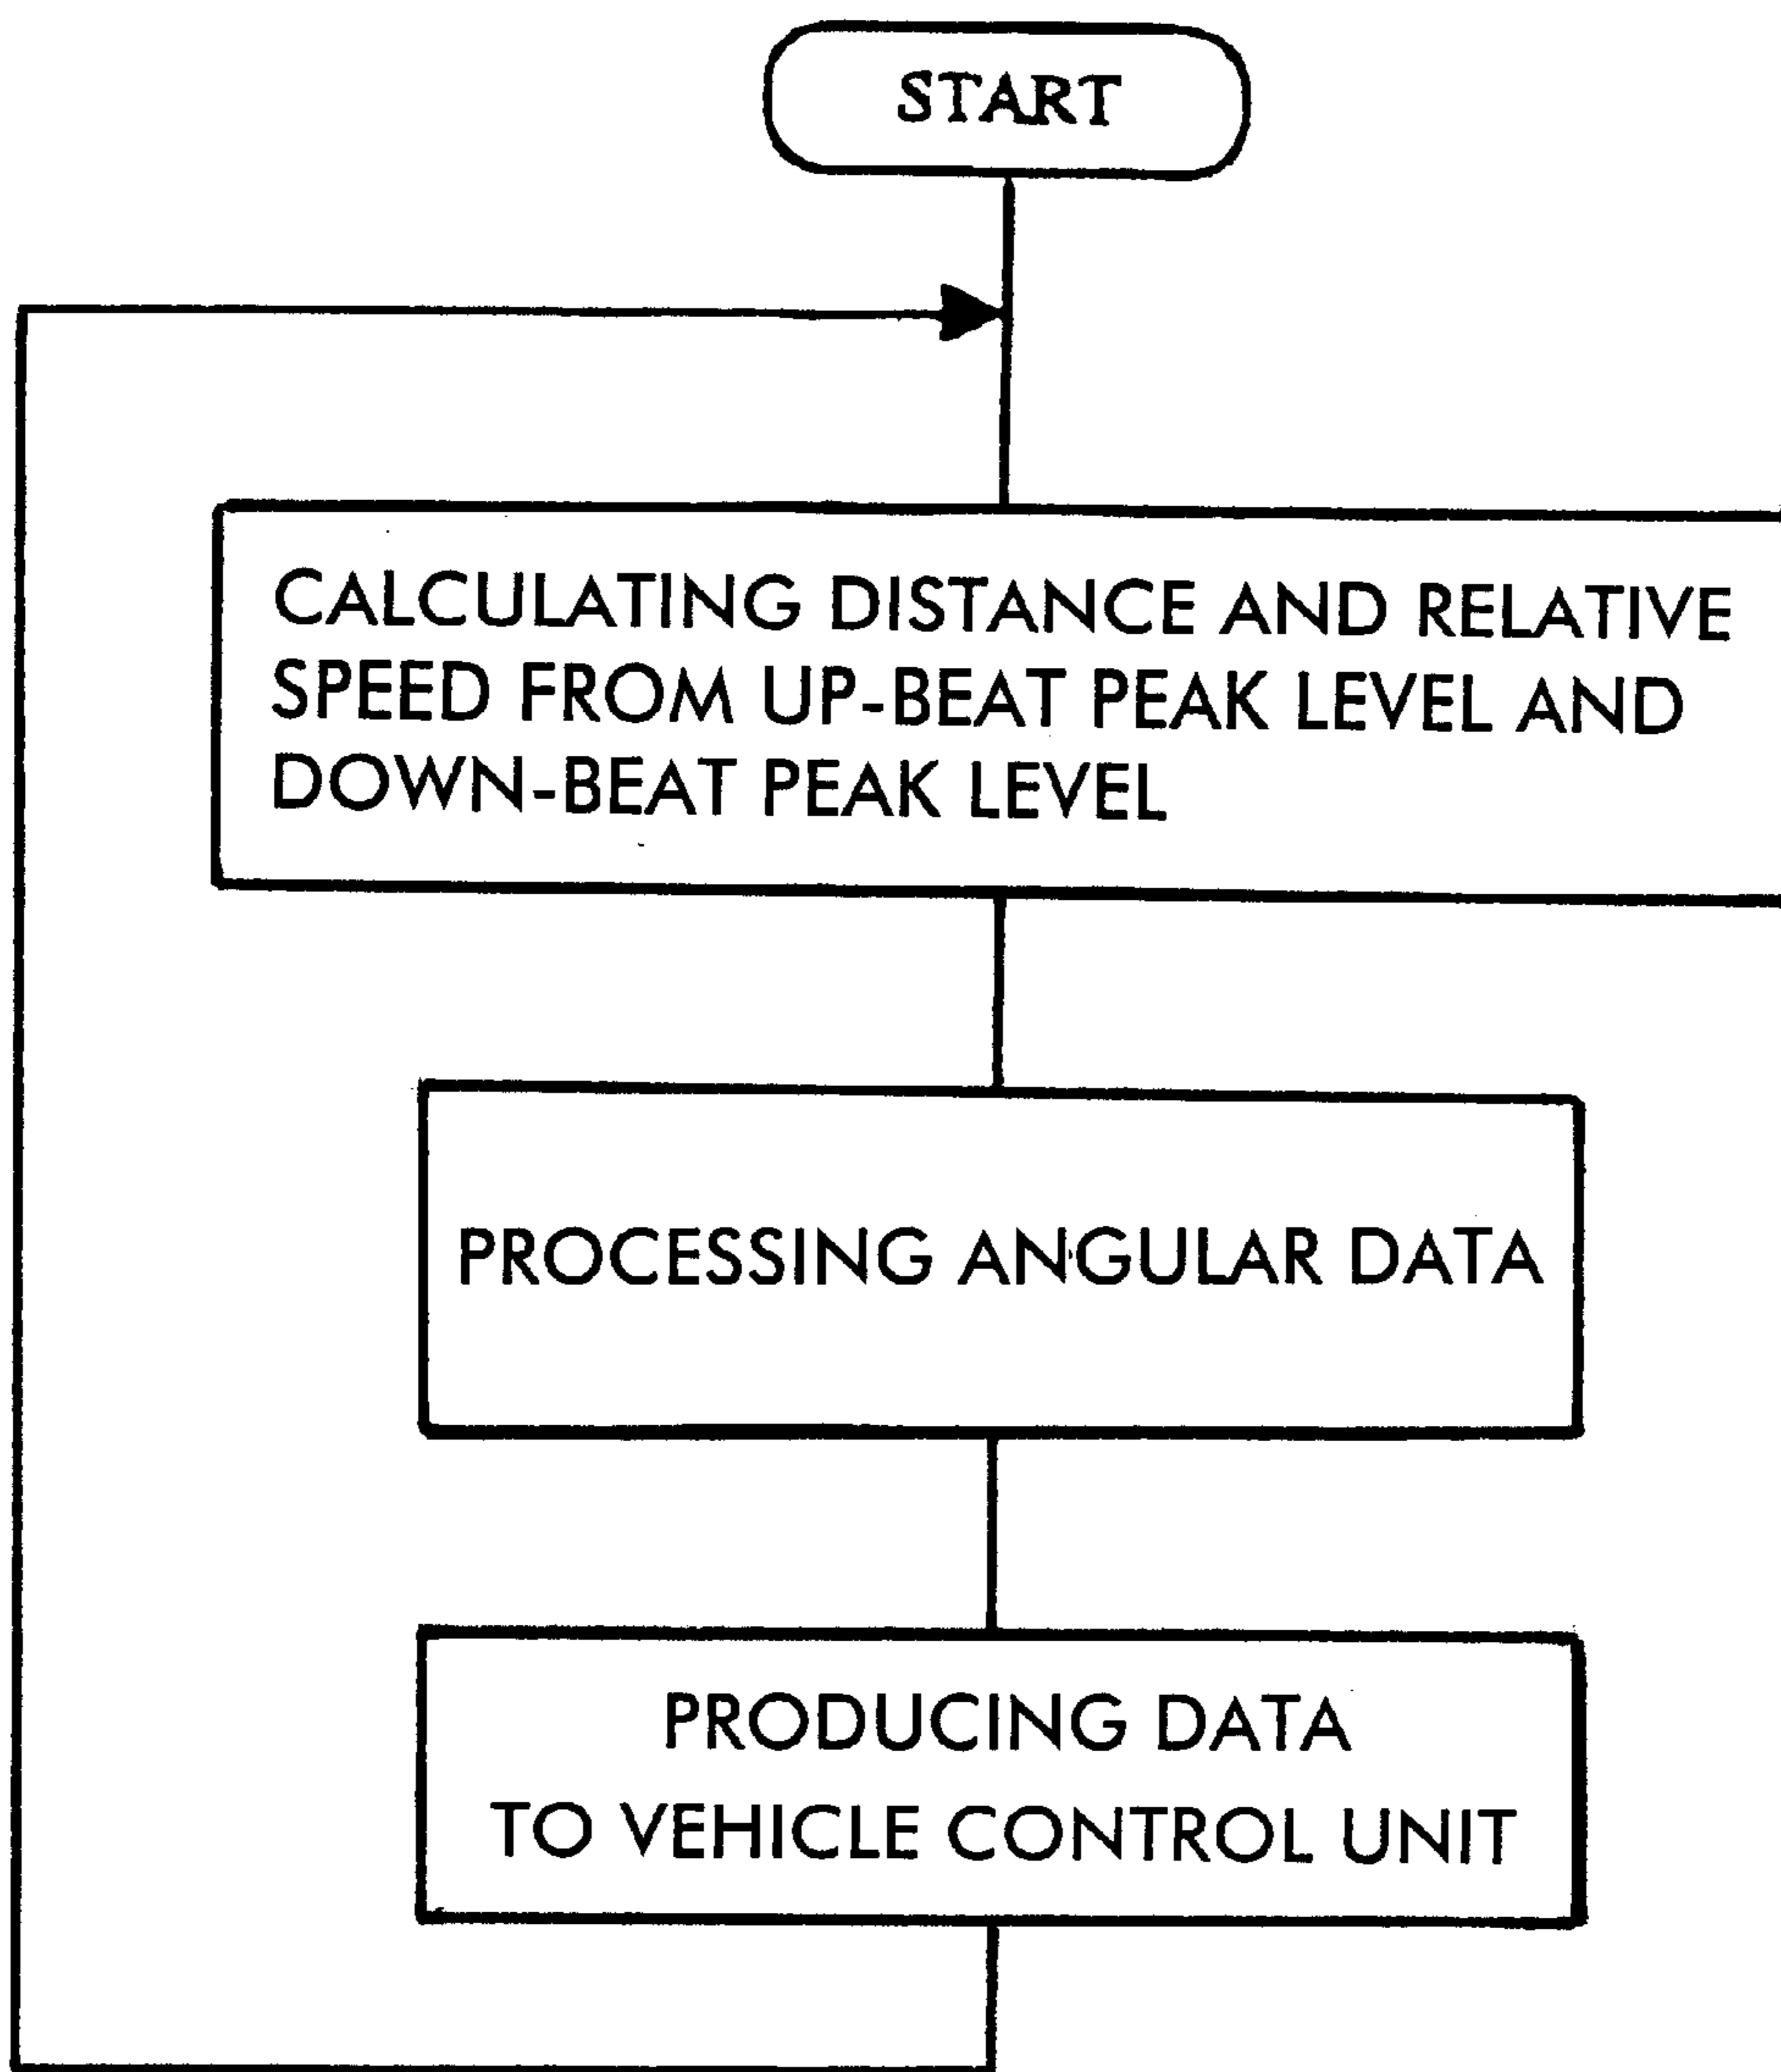 START
CALCULATING DISTANCE AND RELATIVE
SPEED FROM UP-BEAT PEAK LEVEL AND
DOWN-BEAT PEAK LEVEL
PROCESSING ANGULAR DATA
PRODUCING DATA
TO VEHICLE CONTROL UNIT